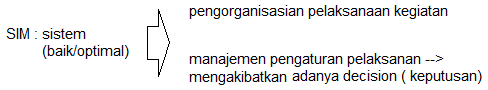 pengorganisasian pelaksanaan kegiatan
SIM : sistem
(baik/optimal)
manajemen pengaturan pelaksanan -->
mengakibatkan adanya decision ( keputusan)